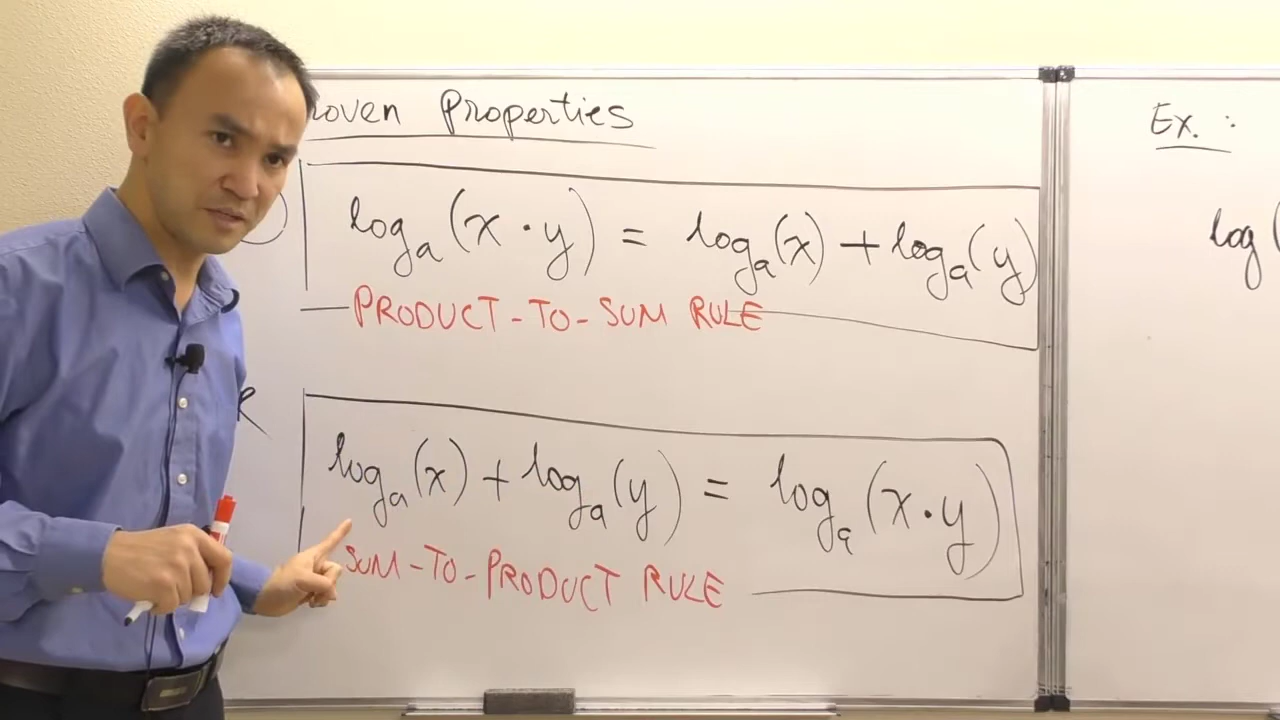 roven Properties
logₐ(x·y) = logₐ(x) + logₐ(y)
PRODUCT-TO-SUM RULE
R
logₐ(x) + logₐ(y) = logₐ(x·y)
SUM-TO-PRODUCT RULE
Ex. :
log(